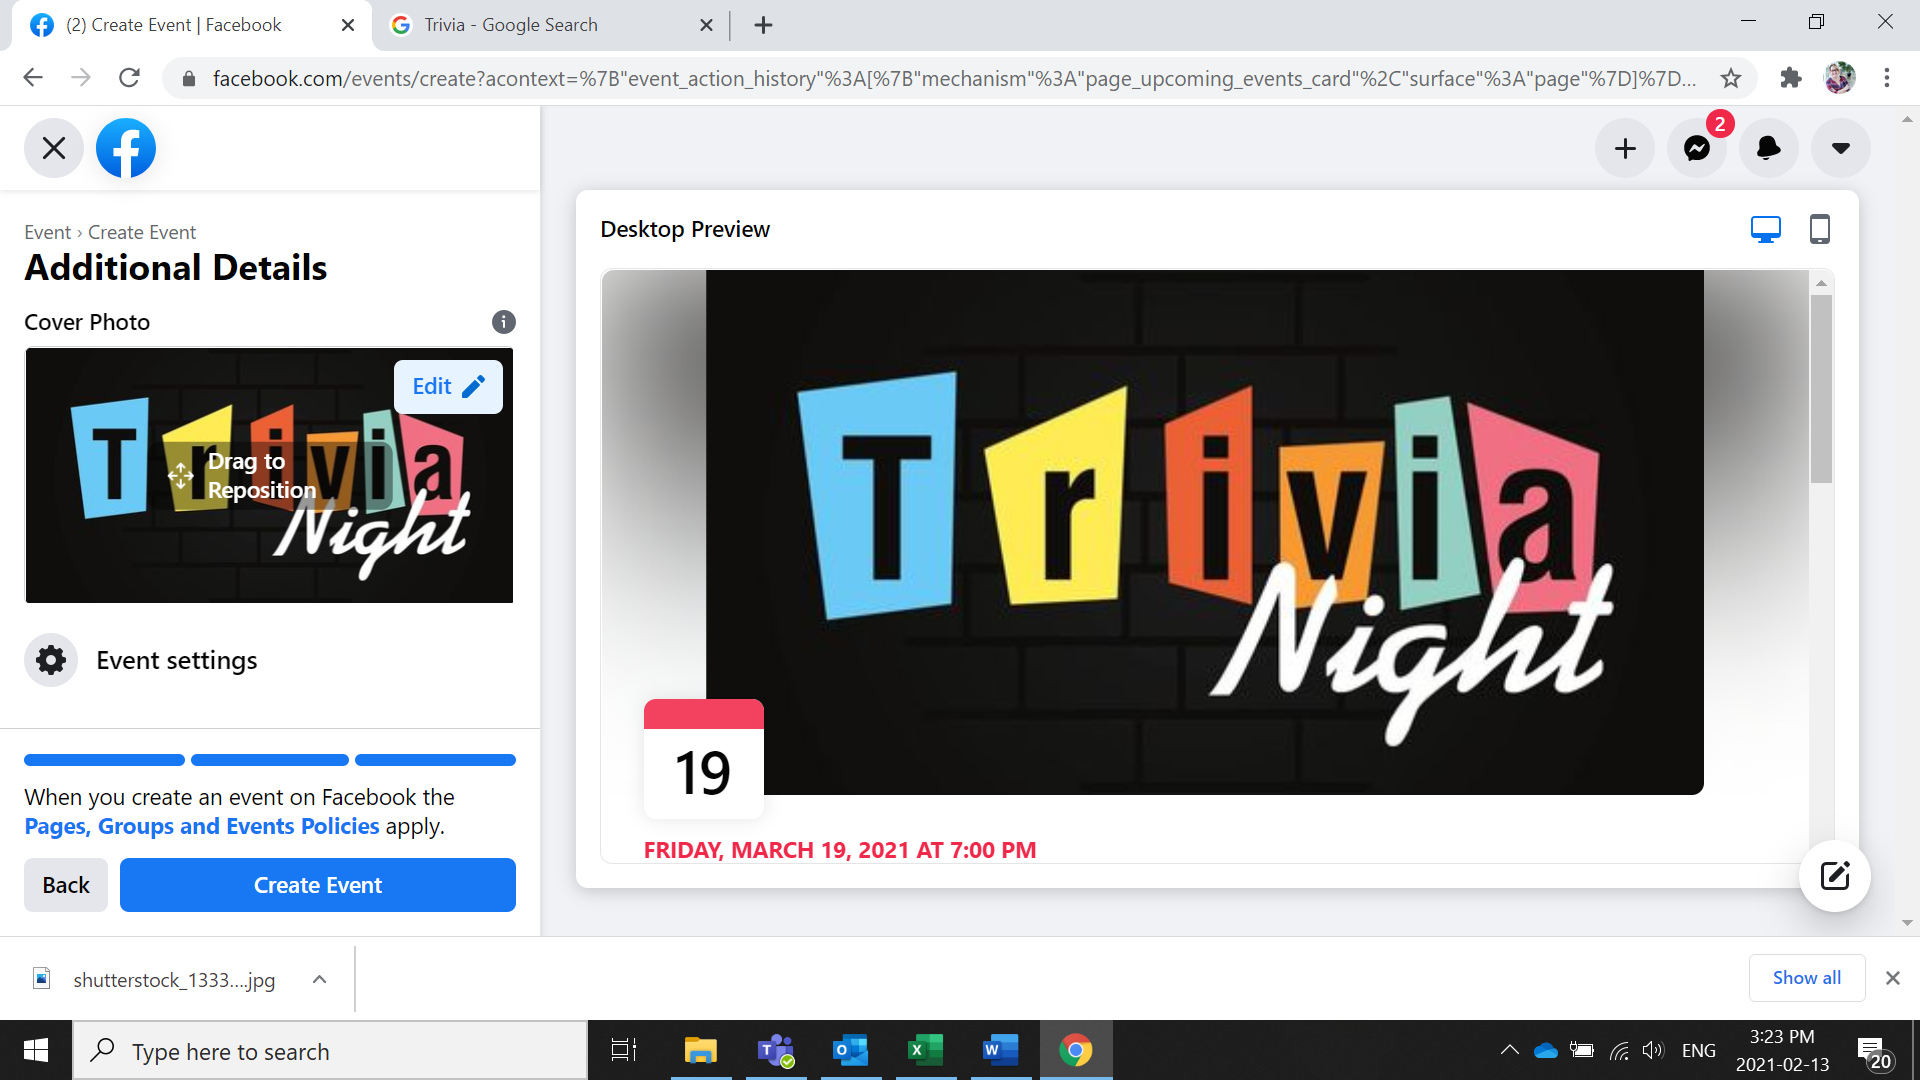 (2) Create Event | Facebook
Trivia - Google Search
facebook.com/events/create?acontext=%7B"event_action_history"%3A[%7B"mechanism"%3A"page_upcoming_events_card"%2C"surface"%3A"page"%7D]%7D...
2
Event › Create Event
Additional Details
Cover Photo
Edit
Trivia
Drag to
Reposition
Night
Event settings
When you create an event on Facebook the
Pages, Groups and Events Policies apply.
Back
Create Event
Desktop Preview
Trivia
Night
19
FRIDAY, MARCH 19, 2021 AT 7:00 PM
shutterstock_1333....jpg
Show all
Type here to search
ENG
3:23 PM
2021-02-13
20